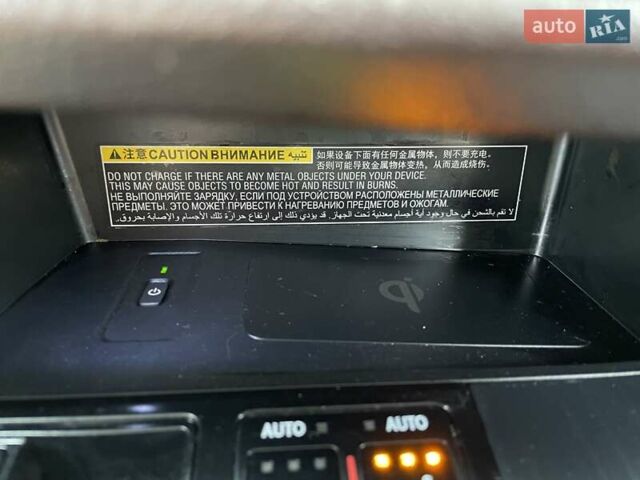 auto RIA.com
注意 CAUTION ВНИМАНИЕ تنبيه 如果设备下面有任何金属物体，则不要充电。
DO NOT CHARGE IF THERE ARE ANY METAL OBJECTS UNDER YOUR DEVICE. 否则可能导致金属物体变热，从而造成烧伤。
THIS MAY CAUSE OBJECTS TO BECOME HOT AND RESULT IN BURNS.
НЕ ВЫПОЛНЯЙТЕ ЗАРЯДКУ, ЕСЛИ ПОД УСТРОЙСТВОМ РАСПОЛОЖЕНЫ МЕТАЛЛИЧЕСКИЕ
ПРЕДМЕТЫ. ЭТО МОЖЕТ ПРИВЕСТИ К НАГРЕВАНИЮ ПРЕДМЕТОВ И ОЖОГАМ.
لا تقم بالشحن في حال وجود أية أجسام معدنية تحت الجهاز. قد يؤدي ذلك إلى ارتفاع حرارة تلك الأجسام والإصابة بحروق.
AUTO AUTO